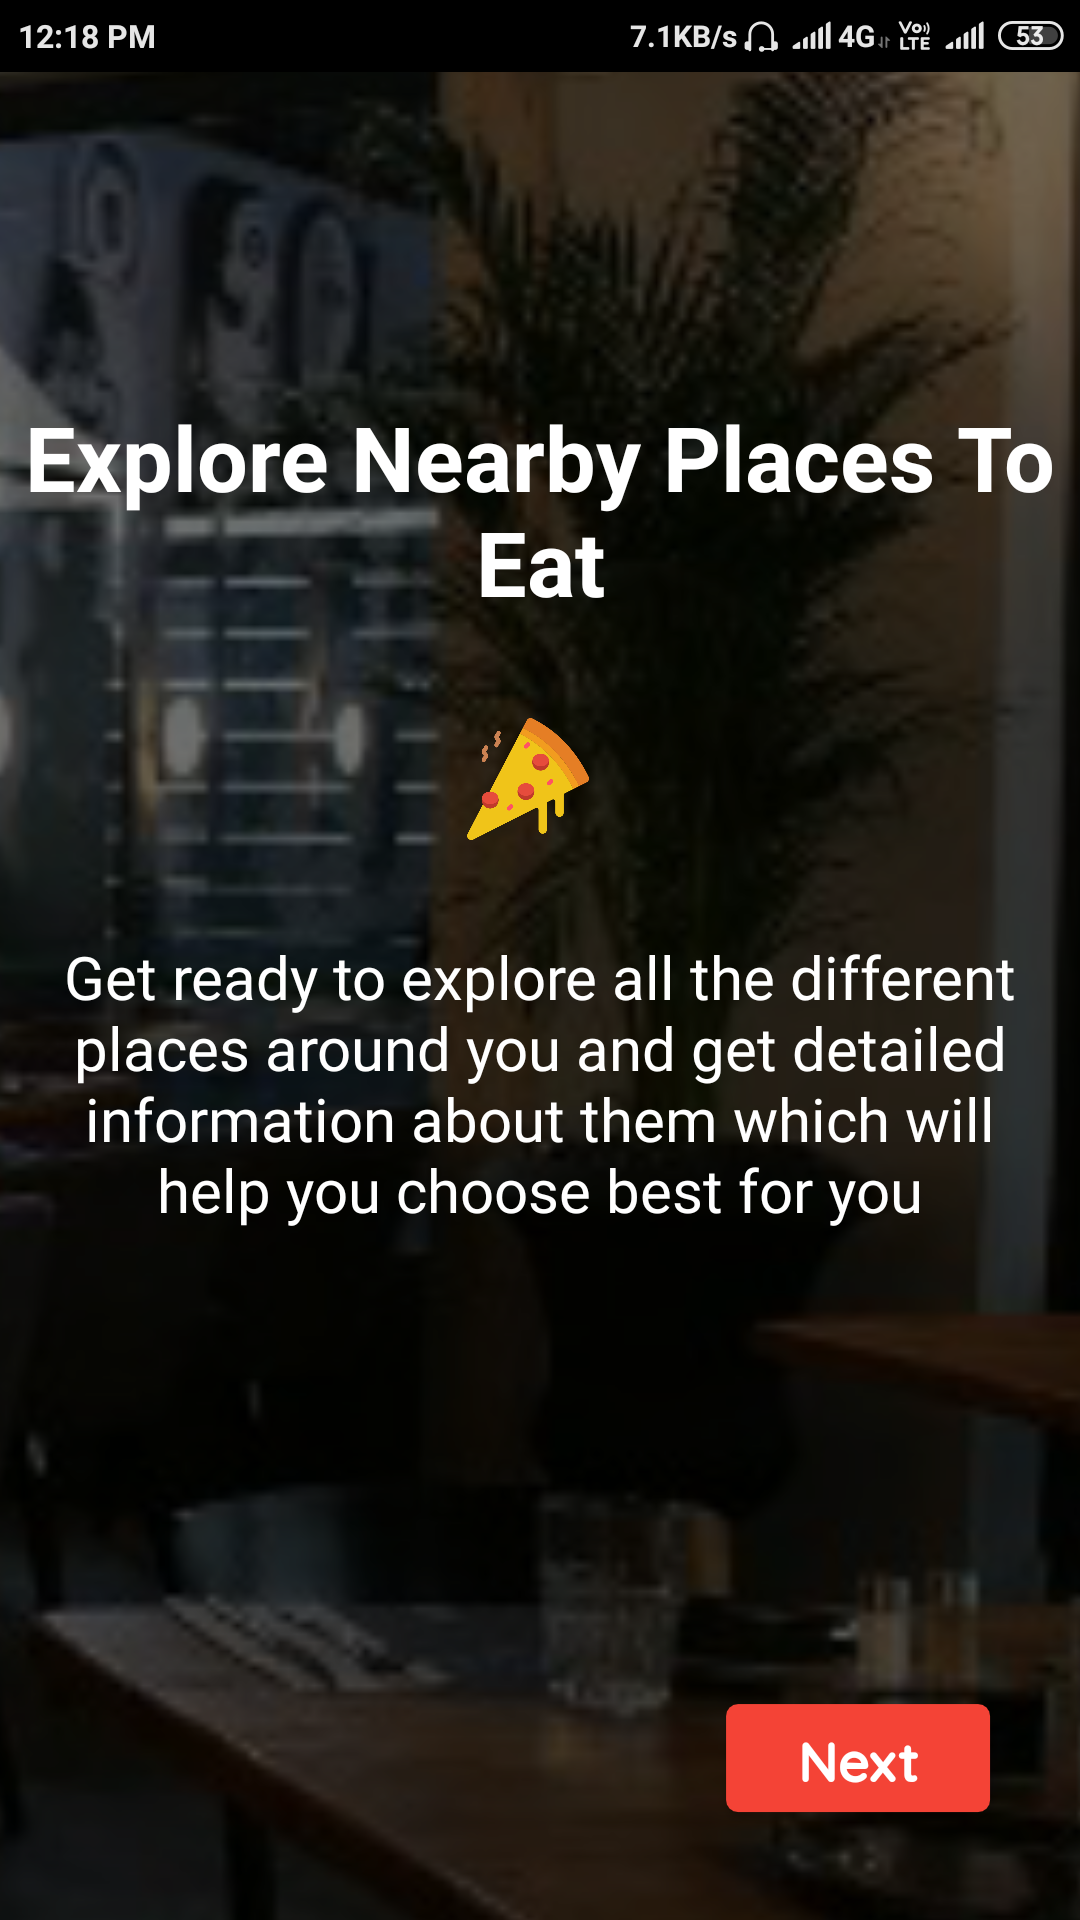 12:18 PM 7.1KB/s 4G Vo)) LTE 53
Explore Nearby Places To
Eat
Get ready to explore all the different
places around you and get detailed
information about them which will
help you choose best for you
Next